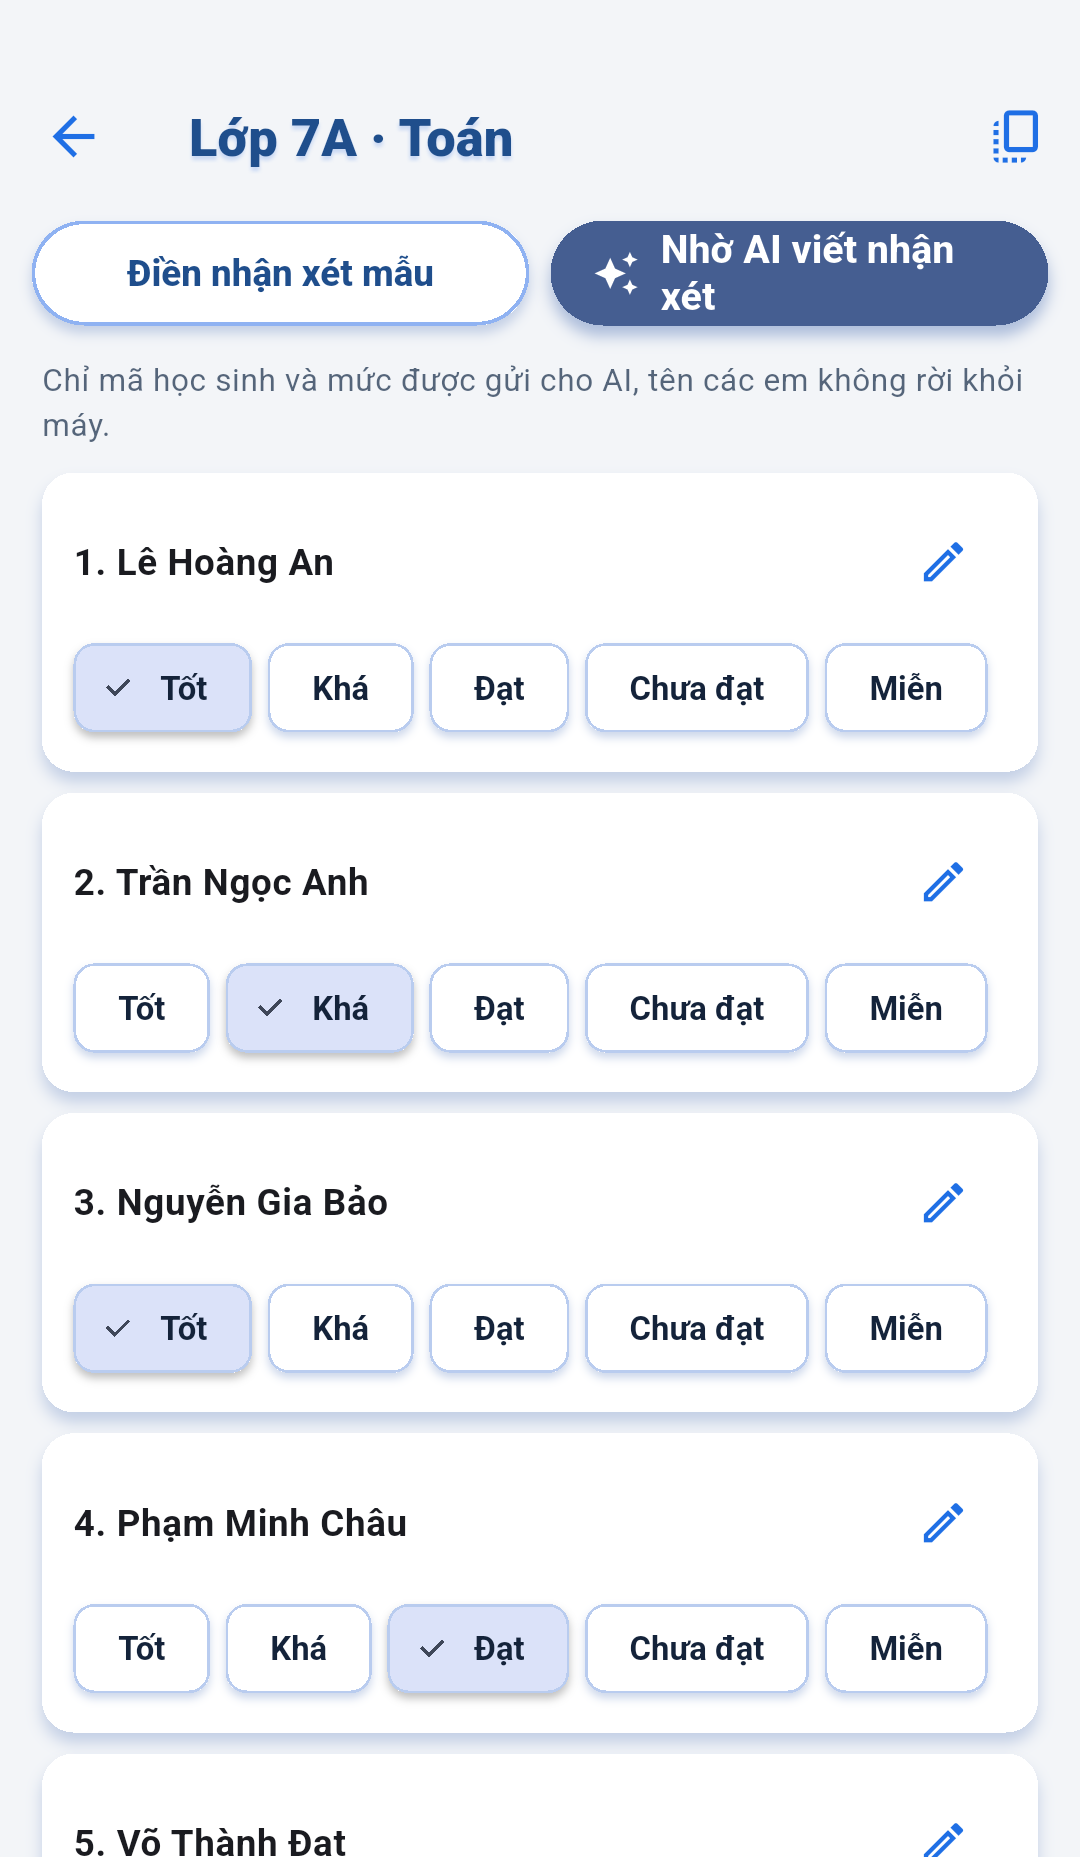 Lớp 7A · Toán
Điền nhận xét mẫu
Nhờ AI viết nhận
xét
Chỉ mã học sinh và mức được gửi cho AI, tên các em không rời khỏi
máy.
1. Lê Hoàng An
Tốt Khá Đạt Chưa đạt Miễn
2. Trần Ngọc Anh
Tốt Khá Đạt Chưa đạt Miễn
3. Nguyễn Gia Bảo
Tốt Khá Đạt Chưa đạt Miễn
4. Phạm Minh Châu
Tốt Khá Đạt Chưa đạt Miễn
5. Võ Thành Đạt